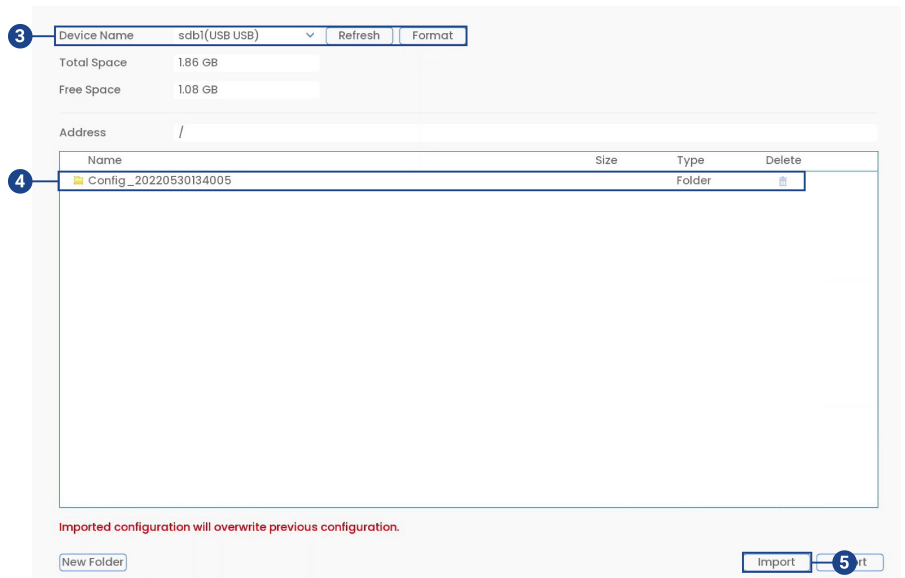 3 Device Name sdb1(USB USB) Refresh Format
Total Space 1.86 GB
Free Space 1.08 GB
Address /
Name Size Type Delete
4 Config_20220530134005 Folder
Imported configuration will overwrite previous configuration.
New Folder Import 5 rt